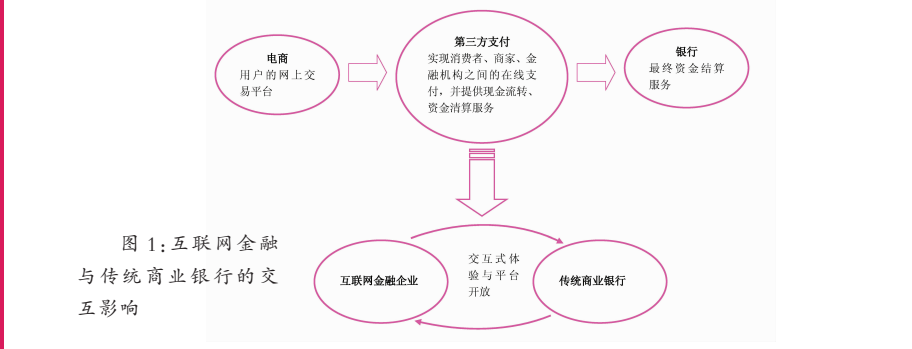 电商
用户的网上交
易平台
第三方支付
实现消费者、商家、金
融机构之间的在线支
付，并提供现金流转、
资金清算服务
银行
最终资金结算
服务
图1：互联网金融
与传统商业银行的交
互影响
互联网金融企业
交互式体
验与平台
开放
传统商业银行